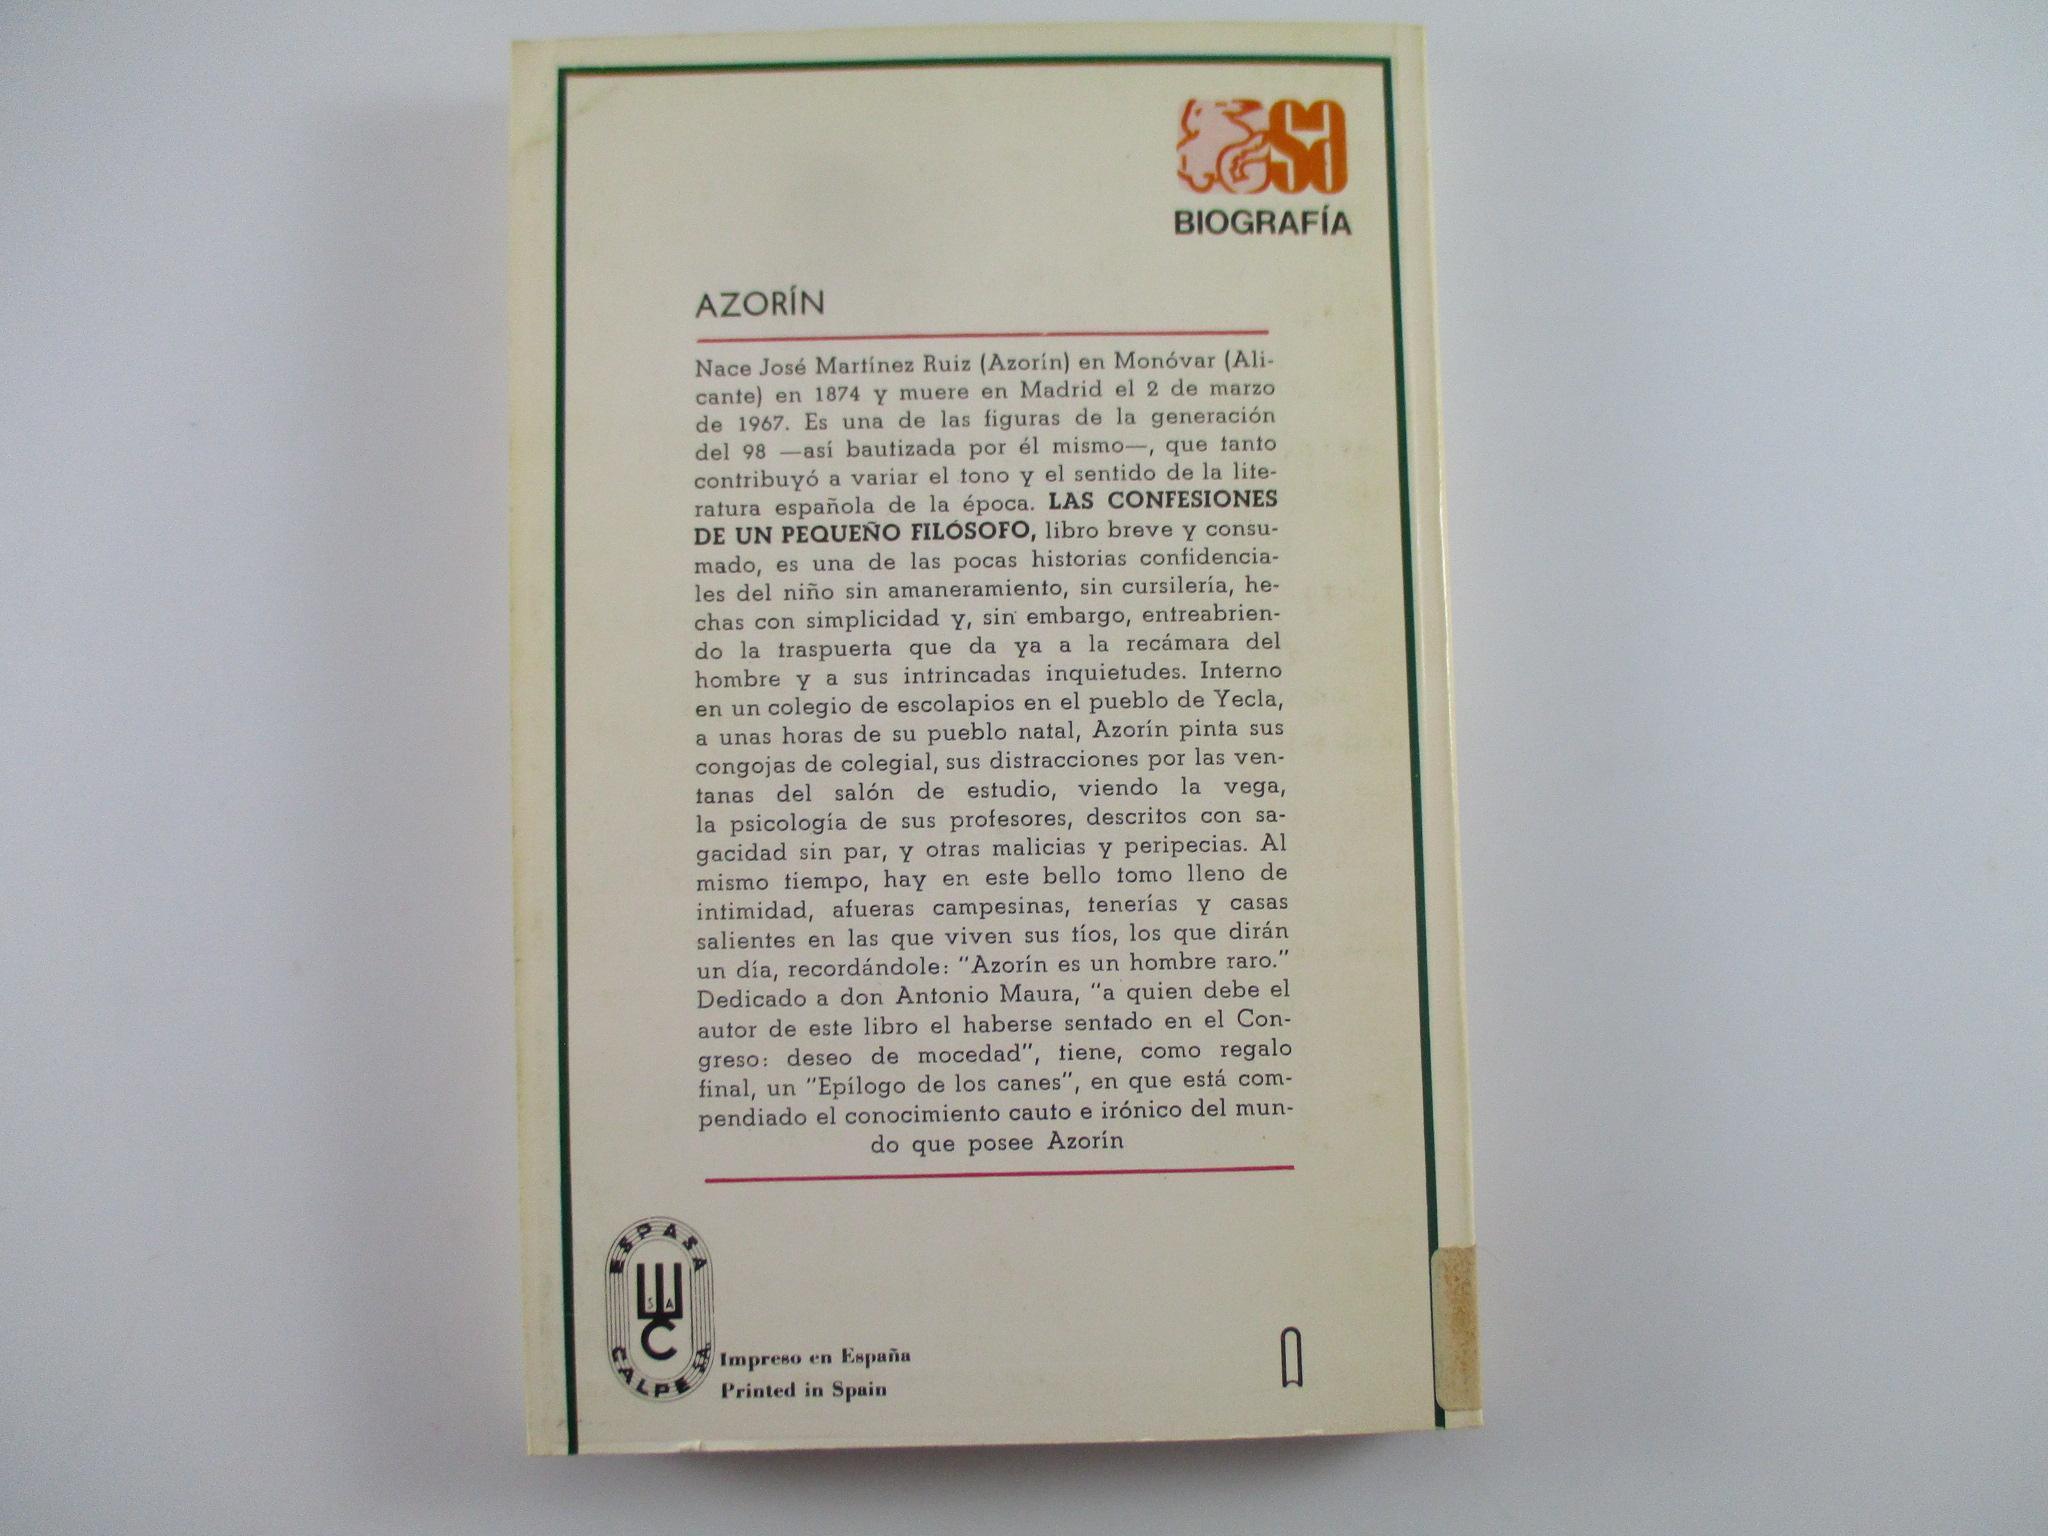 Sa
BIOGRAFÍA
AZORÍN
Nace José Martínez Ruiz (Azorín) en Monóvar (Ali-
cante) en 1874 y muere en Madrid el 2 de marzo
de 1967. Es una de las figuras de la generación
del 98 —así bautizada por él mismo—, que tanto
contribuyó a variar el tono y el sentido de la lite-
ratura española de la época. LAS CONFESIONES
DE UN PEQUEÑO FILÓSOFO, libro breve y consu-
mado, es una de las pocas historias confidencia-
les del niño sin amaneramiento, sin cursilería, he-
chas con simplicidad y, sin embargo, entreabrien-
do la traspuerta que da ya a la recámara del
hombre y a sus intrincadas inquietudes. Interno
en un colegio de escolapios en el pueblo de Yecla,
a unas horas de su pueblo natal, Azorín pinta sus
congojas de colegial, sus distracciones por las ven-
tanas del salón de estudio, viendo la vega,
la psicología de sus profesores, descritos con sa-
gacidad sin par, y otras malicias y peripecias. Al
mismo tiempo, hay en este bello tomo lleno de
intimidad, afueras campesinas, tenerías y casas
salientes en las que viven sus tíos, los que dirán
un día, recordándole: "Azorín es un hombre raro."
Dedicado a don Antonio Maura, "a quien debe el
autor de este libro el haberse sentado en el Con-
greso: deseo de mocedad", tiene, como regalo
final, un "Epílogo de los canes", en que está com-
pendiado el conocimiento cauto e irónico del mun-
do que posee Azorín
ESPASA
S A
C
CALPE SA
Impreso en España
Printed in Spain